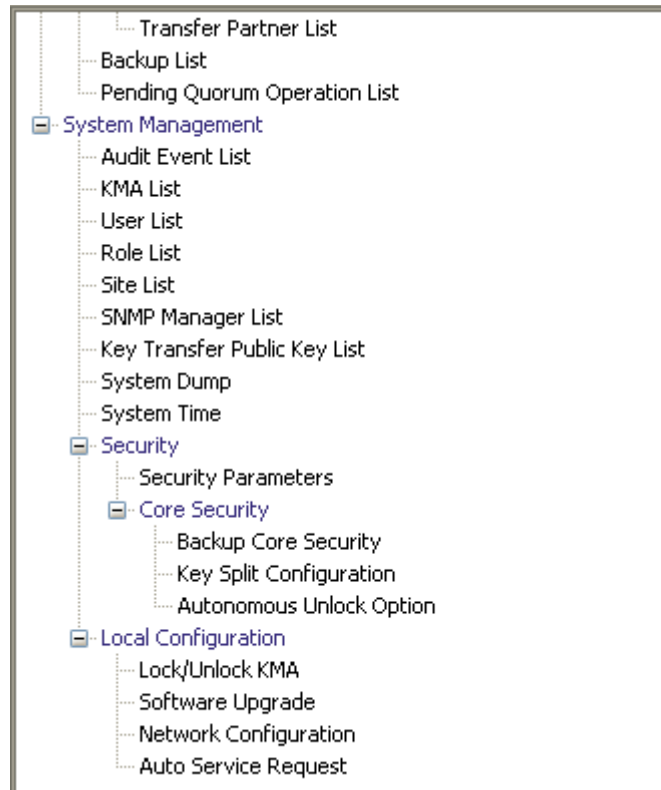 Transfer Partner List
Backup List
Pending Quorum Operation List
System Management
Audit Event List
KMA List
User List
Role List
Site List
SNMP Manager List
Key Transfer Public Key List
System Dump
System Time
Security
Security Parameters
Core Security
Backup Core Security
Key Split Configuration
Autonomous Unlock Option
Local Configuration
Lock/Unlock KMA
Software Upgrade
Network Configuration
Auto Service Request